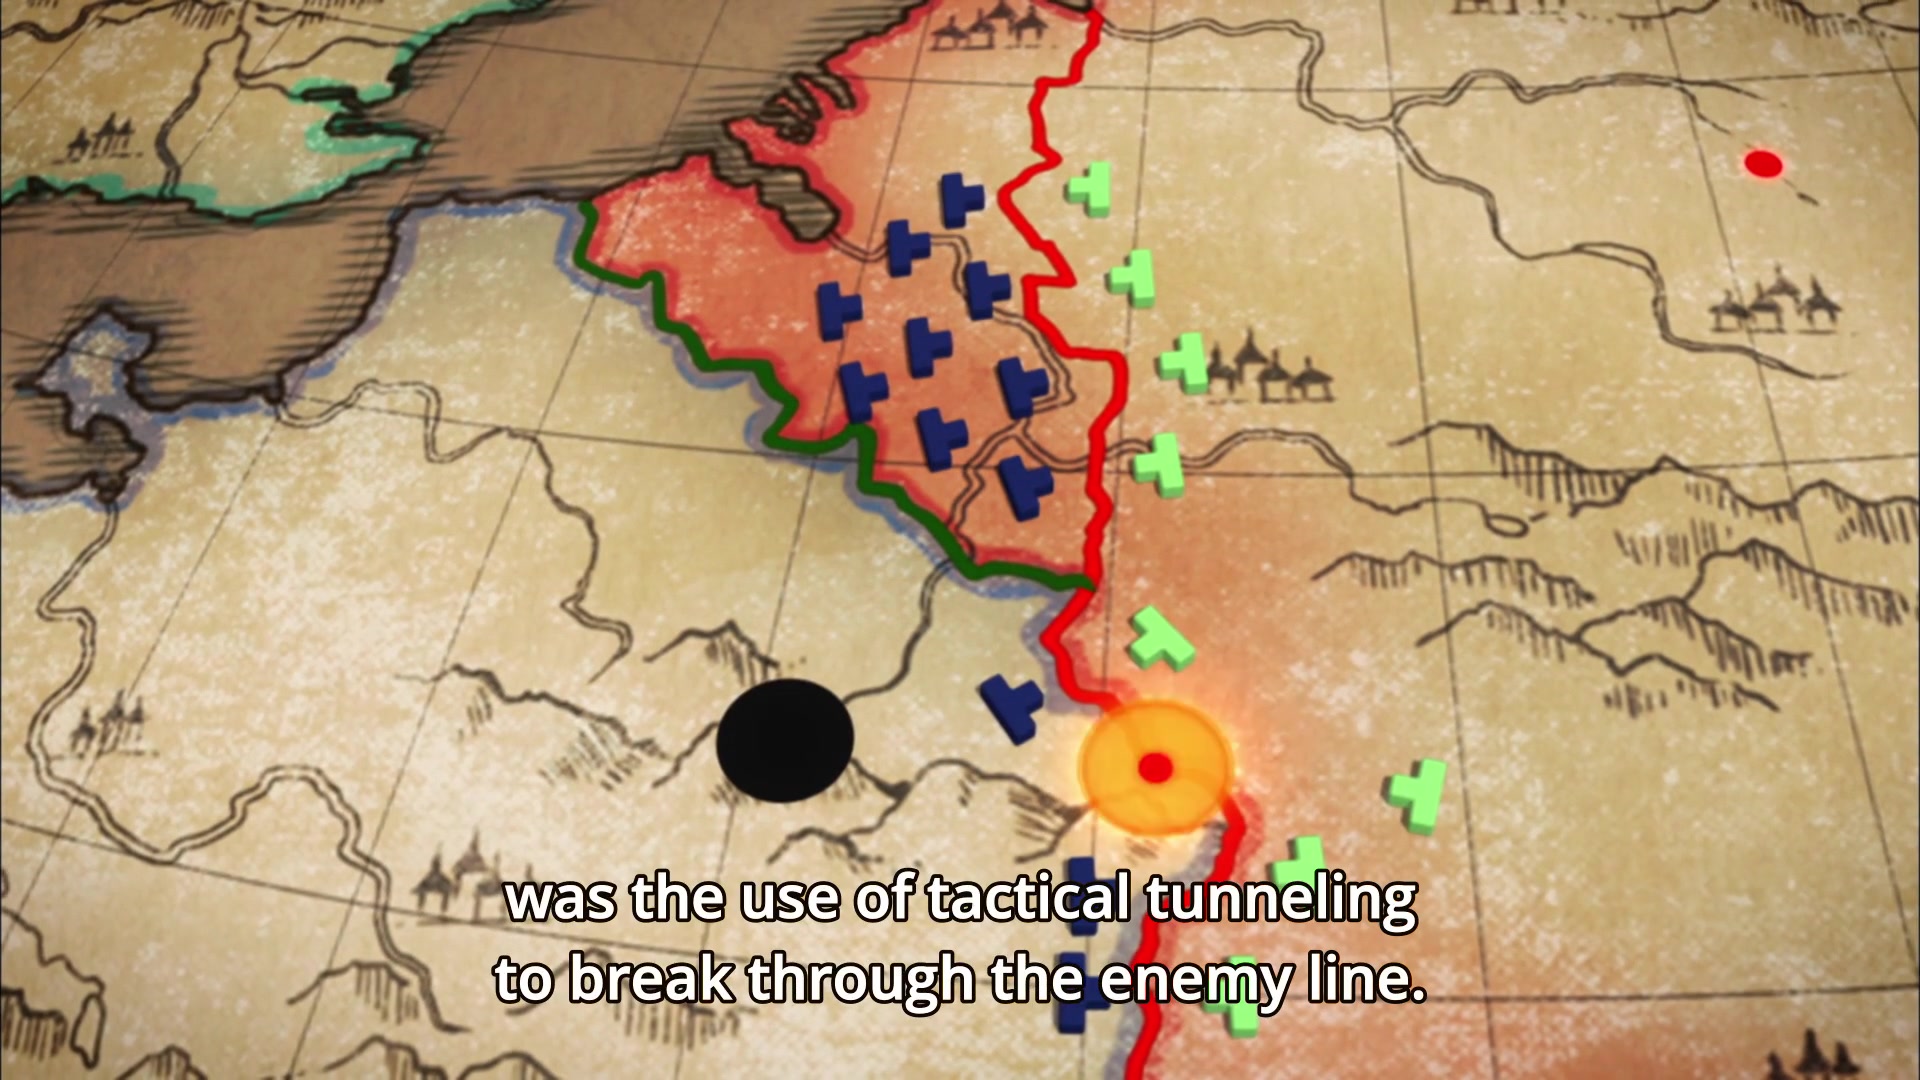 was the use of tactical tunneling
to break through the enemy line.